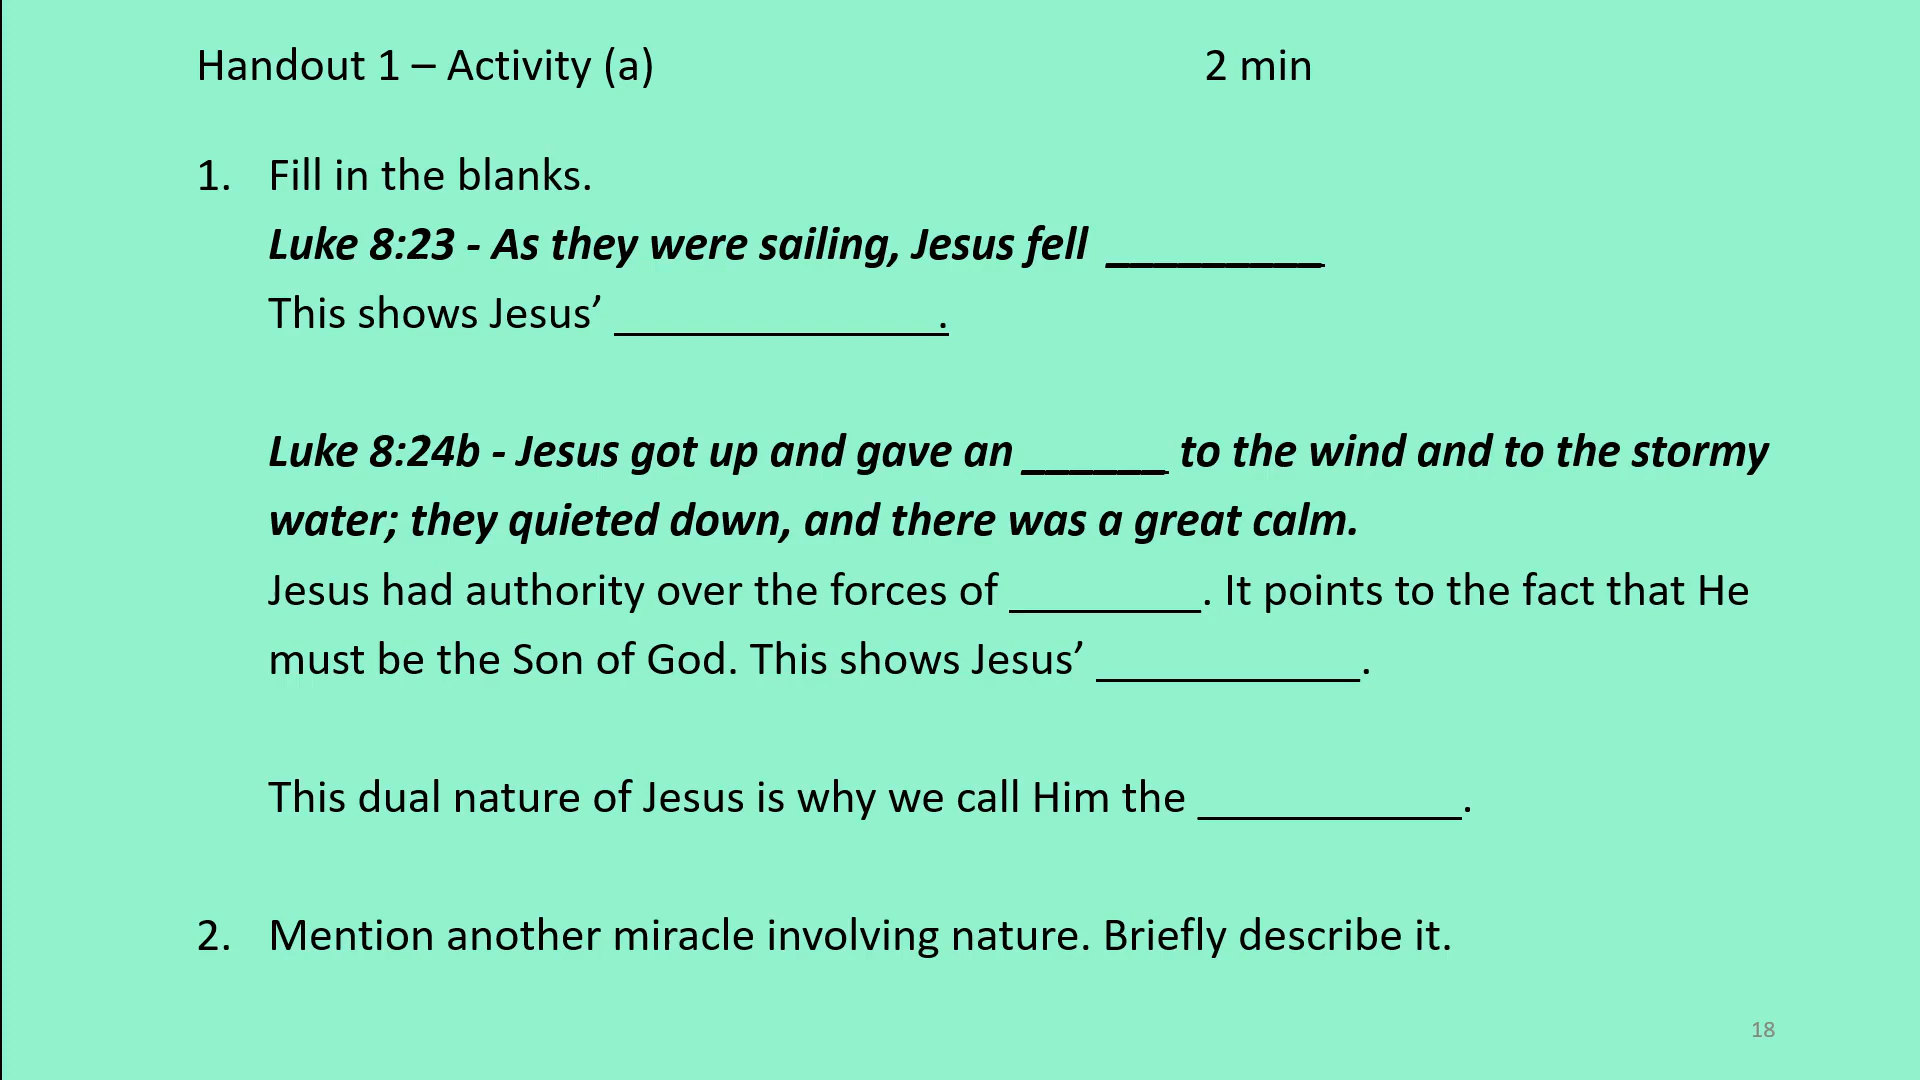 Handout 1 – Activity (a) 2 min
1. Fill in the blanks.
Luke 8:23 - As they were sailing, Jesus fell _________
This shows Jesus’ ______________.
Luke 8:24b - Jesus got up and gave an ______ to the wind and to the stormy
water; they quieted down, and there was a great calm.
Jesus had authority over the forces of ________. It points to the fact that He
must be the Son of God. This shows Jesus’ ___________.
This dual nature of Jesus is why we call Him the ___________.
2. Mention another miracle involving nature. Briefly describe it.
18